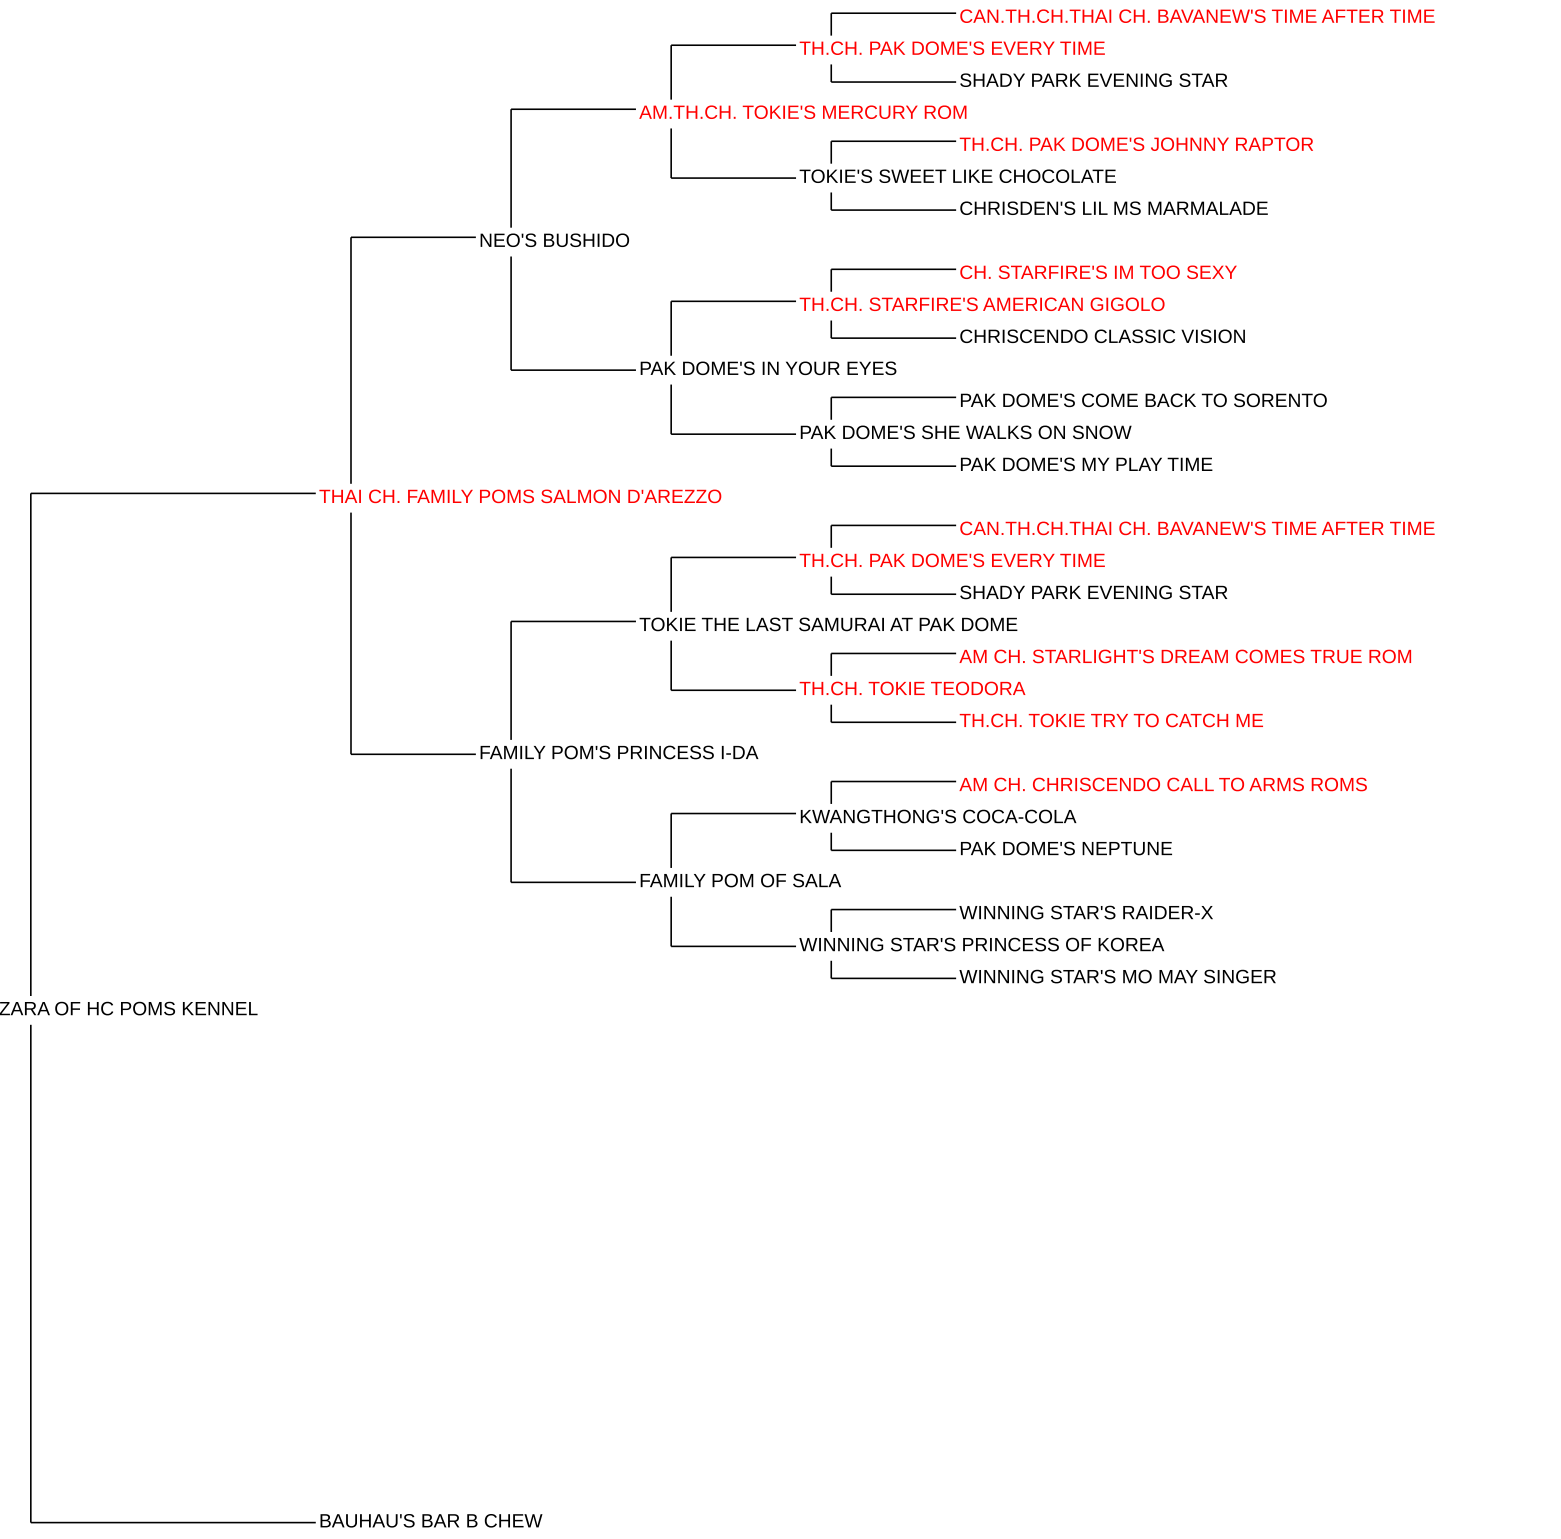 CAN.TH.CH.THAI CH. BAVANEW'S TIME AFTER TIME
TH.CH. PAK DOME'S EVERY TIME
SHADY PARK EVENING STAR
AM.TH.CH. TOKIE'S MERCURY ROM
TH.CH. PAK DOME'S JOHNNY RAPTOR
TOKIE'S SWEET LIKE CHOCOLATE
CHRISDEN'S LIL MS MARMALADE
NEO'S BUSHIDO
CH. STARFIRE'S IM TOO SEXY
TH.CH. STARFIRE'S AMERICAN GIGOLO
CHRISCENDO CLASSIC VISION
PAK DOME'S IN YOUR EYES
PAK DOME'S COME BACK TO SORENTO
PAK DOME'S SHE WALKS ON SNOW
PAK DOME'S MY PLAY TIME
THAI CH. FAMILY POMS SALMON D'AREZZO
CAN.TH.CH.THAI CH. BAVANEW'S TIME AFTER TIME
TH.CH. PAK DOME'S EVERY TIME
SHADY PARK EVENING STAR
TOKIE THE LAST SAMURAI AT PAK DOME
AM CH. STARLIGHT'S DREAM COMES TRUE ROM
TH.CH. TOKIE TEODORA
TH.CH. TOKIE TRY TO CATCH ME
FAMILY POM'S PRINCESS I-DA
AM CH. CHRISCENDO CALL TO ARMS ROMS
KWANGTHONG'S COCA-COLA
PAK DOME'S NEPTUNE
FAMILY POM OF SALA
WINNING STAR'S RAIDER-X
WINNING STAR'S PRINCESS OF KOREA
WINNING STAR'S MO MAY SINGER
ZARA OF HC POMS KENNEL
BAUHAU'S BAR B CHEW